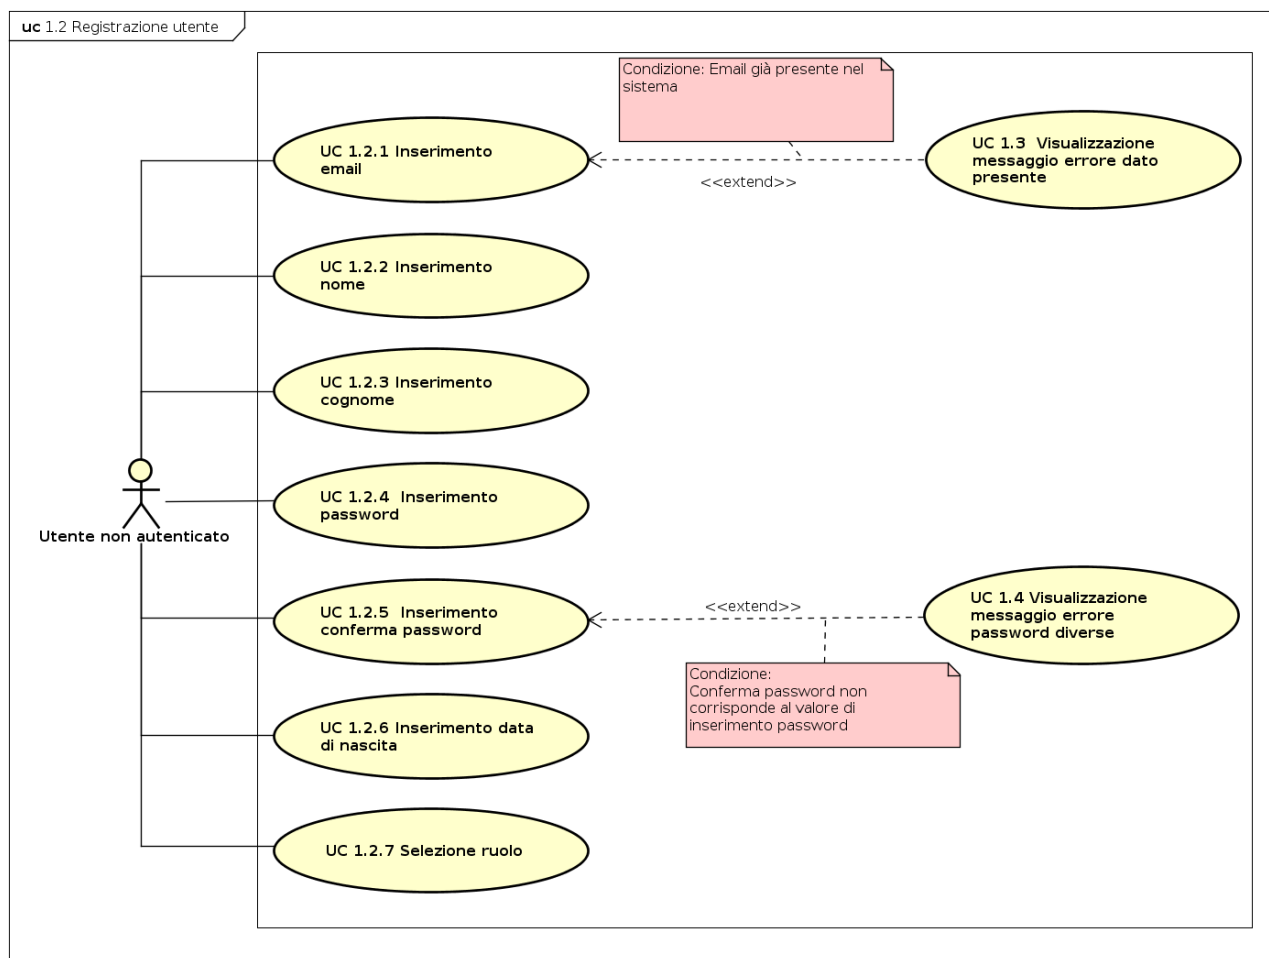 uc 1.2 Registrazione utente
Condizione: Email già presente nel
sistema
UC 1.2.1 Inserimento
email
<<extend>>
UC 1.3  Visualizzazione
messaggio errore dato
presente
UC 1.2.2 Inserimento
nome
UC 1.2.3 Inserimento
cognome
UC 1.2.4  Inserimento
password
Utente non autenticato
UC 1.2.5  Inserimento
conferma password
<<extend>>
UC 1.4 Visualizzazione
messaggio errore
password diverse
Condizione:
Conferma password non
corrisponde al valore di
inserimento password
UC 1.2.6 Inserimento data
di nascita
UC 1.2.7 Selezione ruolo